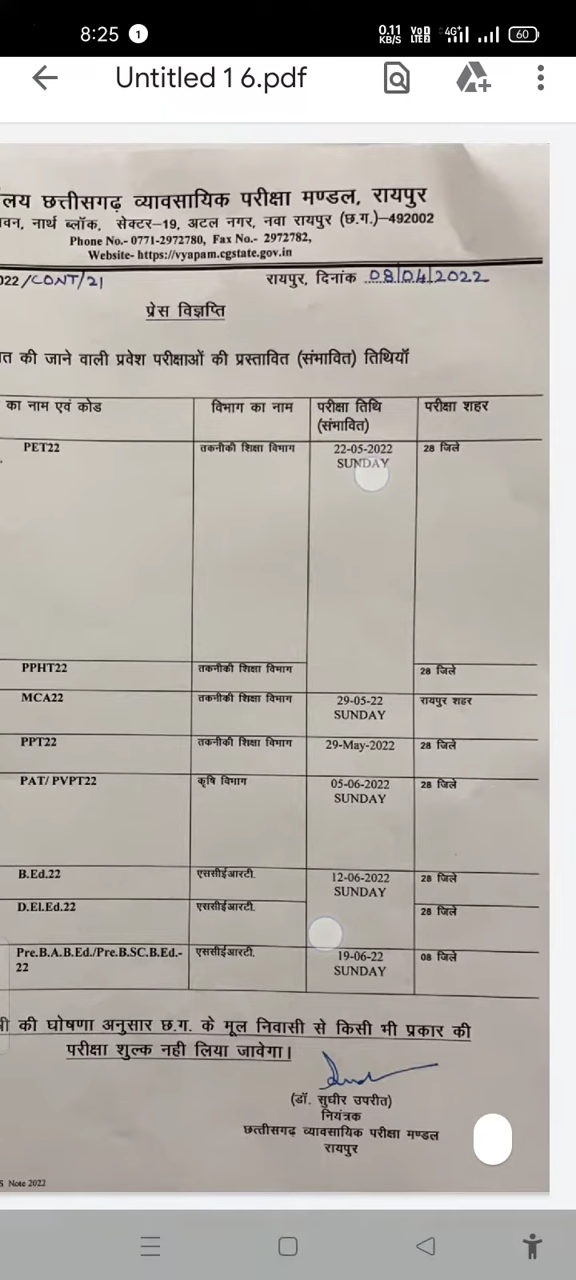 8:25 1 0.11 KB/S VoD LTE2 4G+ 60
Untitled 1 6.pdf
लय छत्तीसगढ़ व्यावसायिक परीक्षा मण्डल, रायपुर
वन, नार्थ ब्लॉक, सेक्टर-19, अटल नगर, नवा रायपुर (छ.ग.)-492002
Phone No.- 0771-2972780, Fax No.- 2972782,
Website- https://vyapam.cgstate.gov.in
022/CONT/21 रायपुर, दिनांक 08/04/2022
प्रेस विज्ञप्ति
त की जाने वाली प्रवेश परीक्षाओं की प्रस्तावित (संभावित) तिथियॉ
का नाम एवं कोड विभाग का नाम परीक्षा तिथि (संभावित) परीक्षा शहर
PET22 तकनीकी शिक्षा विभाग 22-05-2022 SUNDAY 28 जिले
PPHT22 तकनीकी शिक्षा विभाग 28 जिले
MCA22 तकनीकी शिक्षा विभाग 29-05-22 SUNDAY रायपुर शहर
PPT22 तकनीकी शिक्षा विभाग 29-May-2022 28 जिले
PAT/ PVPT22 कृषि विभाग 05-06-2022 SUNDAY 28 जिले
B.Ed.22 एससीईआरटी. 12-06-2022 SUNDAY 28 जिले
D.El.Ed.22 एससीईआरटी. 28 जिले
Pre.B.A.B.Ed./Pre.B.SC.B.Ed.-22 एससीईआरटी. 19-06-22 SUNDAY 08 जिले
की घोषणा अनुसार छ.ग. के मूल निवासी से किसी भी प्रकार की
परीक्षा शुल्क नही लिया जावेगा।
(डॉ. सुधीर उपरीत)
नियंत्रक
छत्तीसगढ़ व्यावसायिक परीक्षा मण्डल
रायपुर
S Note 2022